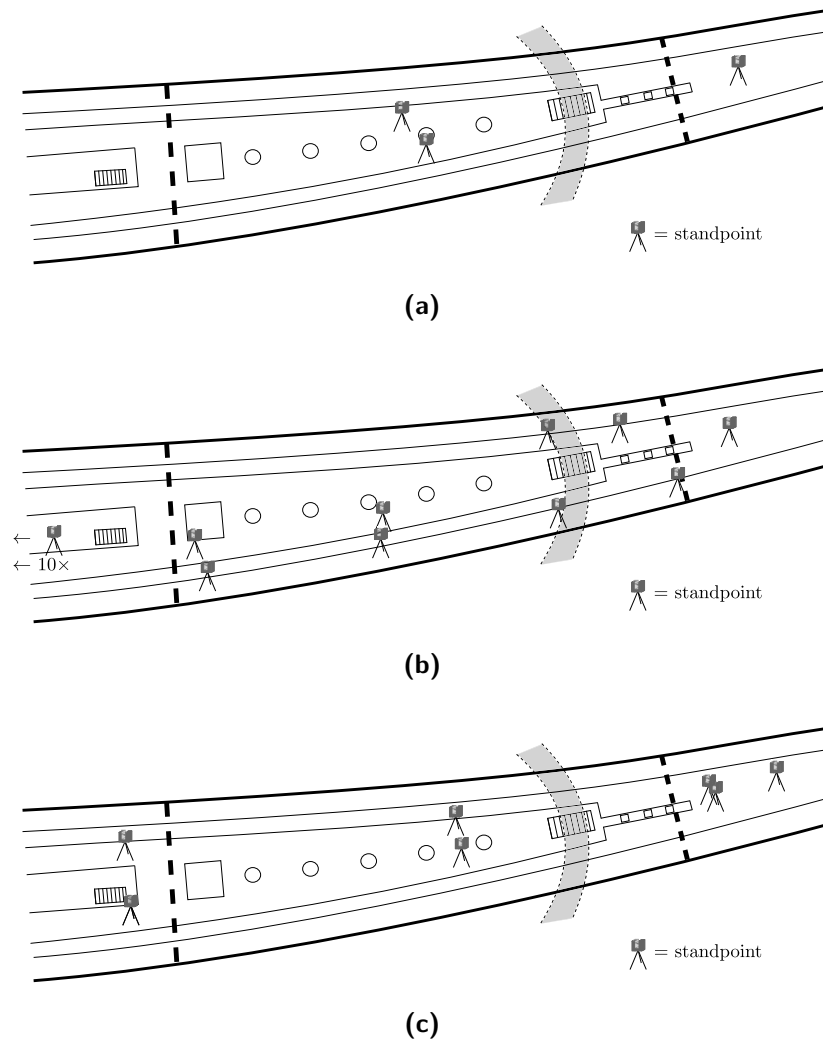 = standpoint
(a)
←
← 10×
= standpoint
(b)
= standpoint
(c)